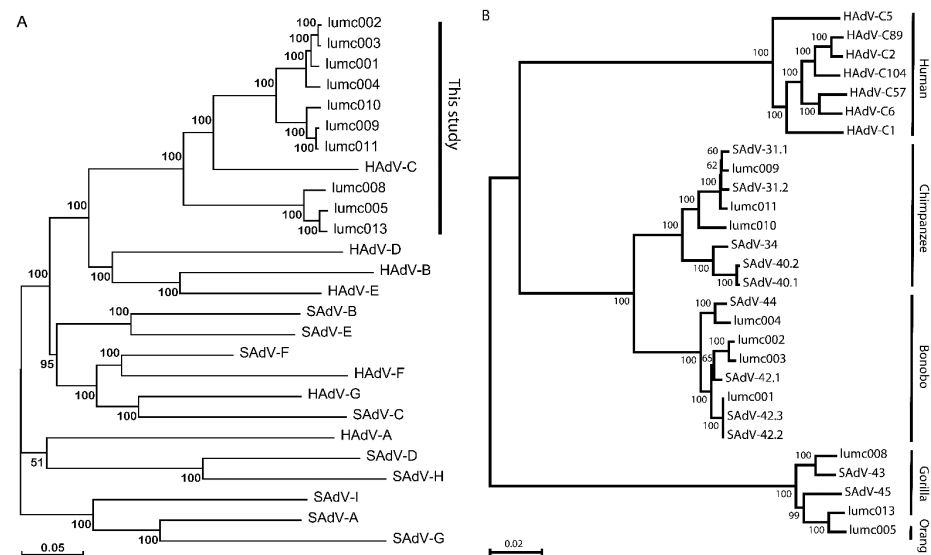 A
100
lumc002
100
lumc003
100
lumc001
100
lumc004
100
lumc010
100
lumc009
100
100
lumc011
100
HAdV-C
lumc008
100
lumc005
100
lumc013
This study
100
HAdV-D
100
HAdV-B
100
HAdV-E
100
100
SAdV-B
SAdV-E
95
100
SAdV-F
HAdV-F
100
HAdV-G
100
SAdV-C
HAdV-A
51
SAdV-D
100
SAdV-H
SAdV-I
100
SAdV-A
100
SAdV-G
0.05
B
HAdV-C5
100
HAdV-C89
100
HAdV-C2
100
HAdV-C104
100
HAdV-C57
100
HAdV-C6
100
HAdV-C1
Human
60
SAdV-31.1
62
lumc009
SAdV-31.2
100
lumc011
100
lumc010
100
SAdV-34
100
SAdV-40.2
100
SAdV-40.1
Chimpanzee
100
100
SAdV-44
lumc004
100
lumc002
100
65
lumc003
SAdV-42.1
100
lumc001
SAdV-42.3
100
SAdV-42.2
Bonobo
100
lumc008
SAdV-43
100
SAdV-45
99
lumc013
100
lumc005
Gorilla
Orang
0.02